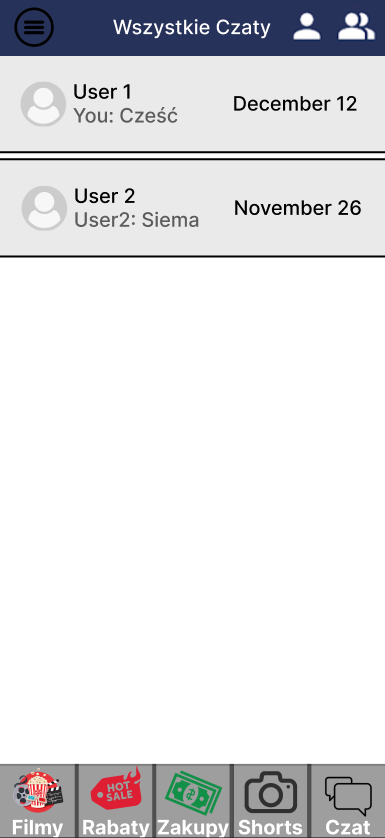 Wszystkie Czaty
User 1
You: Cześć
December 12
User 2
User2: Siema
November 26
HOT
SALE
Filmy
Rabaty
Zakupy
Shorts
Czat